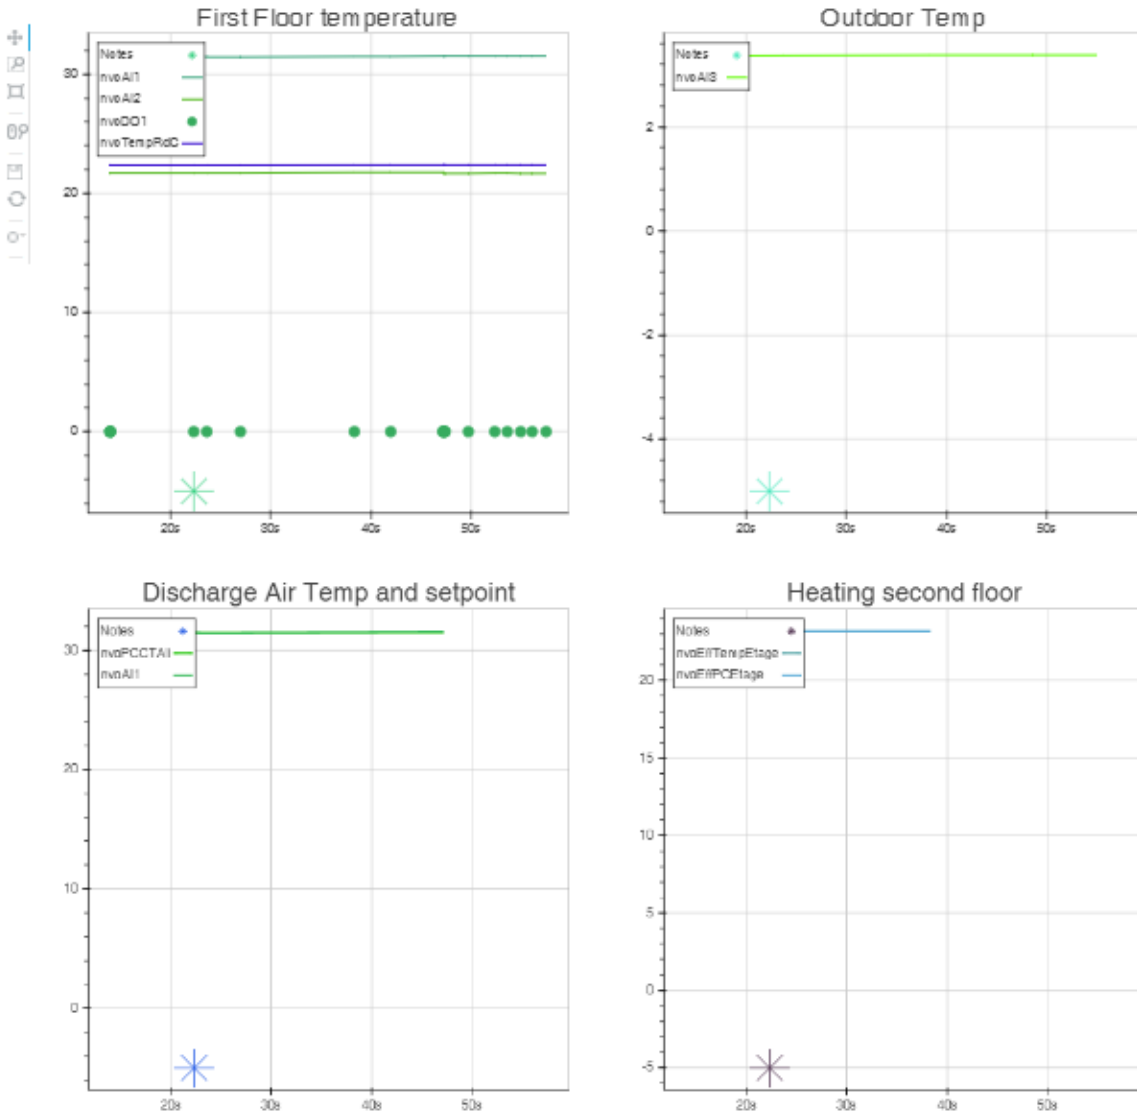 First Floor temperature
Notes
nvoAI1
nvoAI2
nvoDO1
nvoTempRdC
30
20
10
0
20s 30s 40s 50s
Outdoor Temp
Notes
nvoAI3
2
0
-2
-4
20s 30s 40s 50s
Discharge Air Temp and setpoint
Notes
nvoPCCTAli
nvoAI1
30
20
10
0
20s 30s 40s 50s
Heating second floor
Notes
nvoEffTempEtage
nvoEffPCEtage
20
15
10
5
0
-5
20s 30s 40s 50s